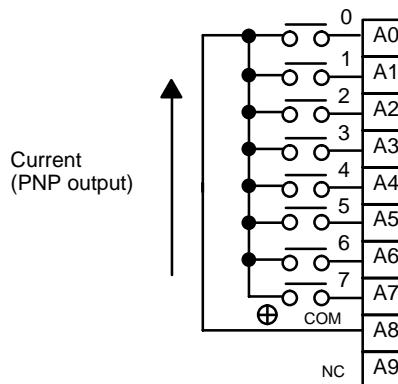 0
A0
1
A1
2
A2
3
A3
Current
(PNP output)
4
A4
5
A5
6
A6
7
A7
COM
A8
NC
A9